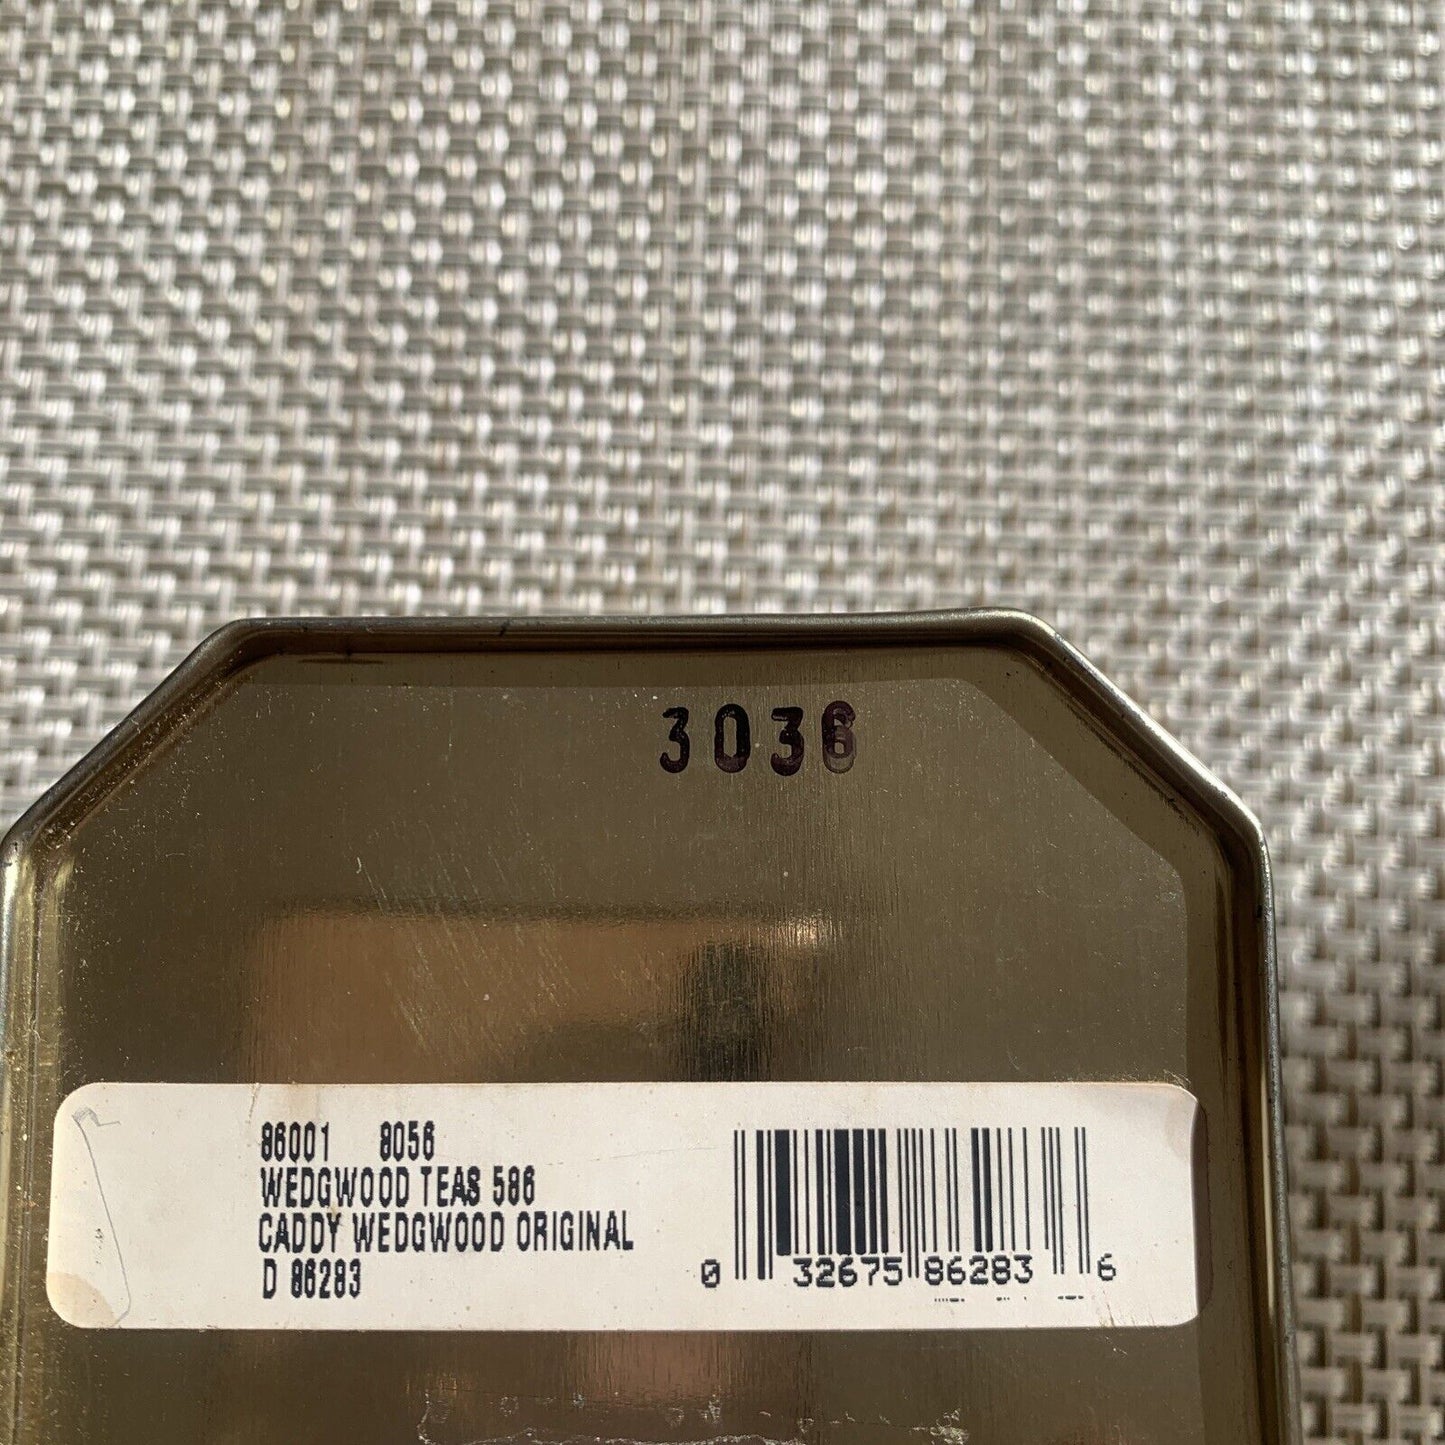 3036
86001 8056
WEDGWOOD TEAS 586
CADDY WEDGWOOD ORIGINAL
D 86283
0 32675 86283 6